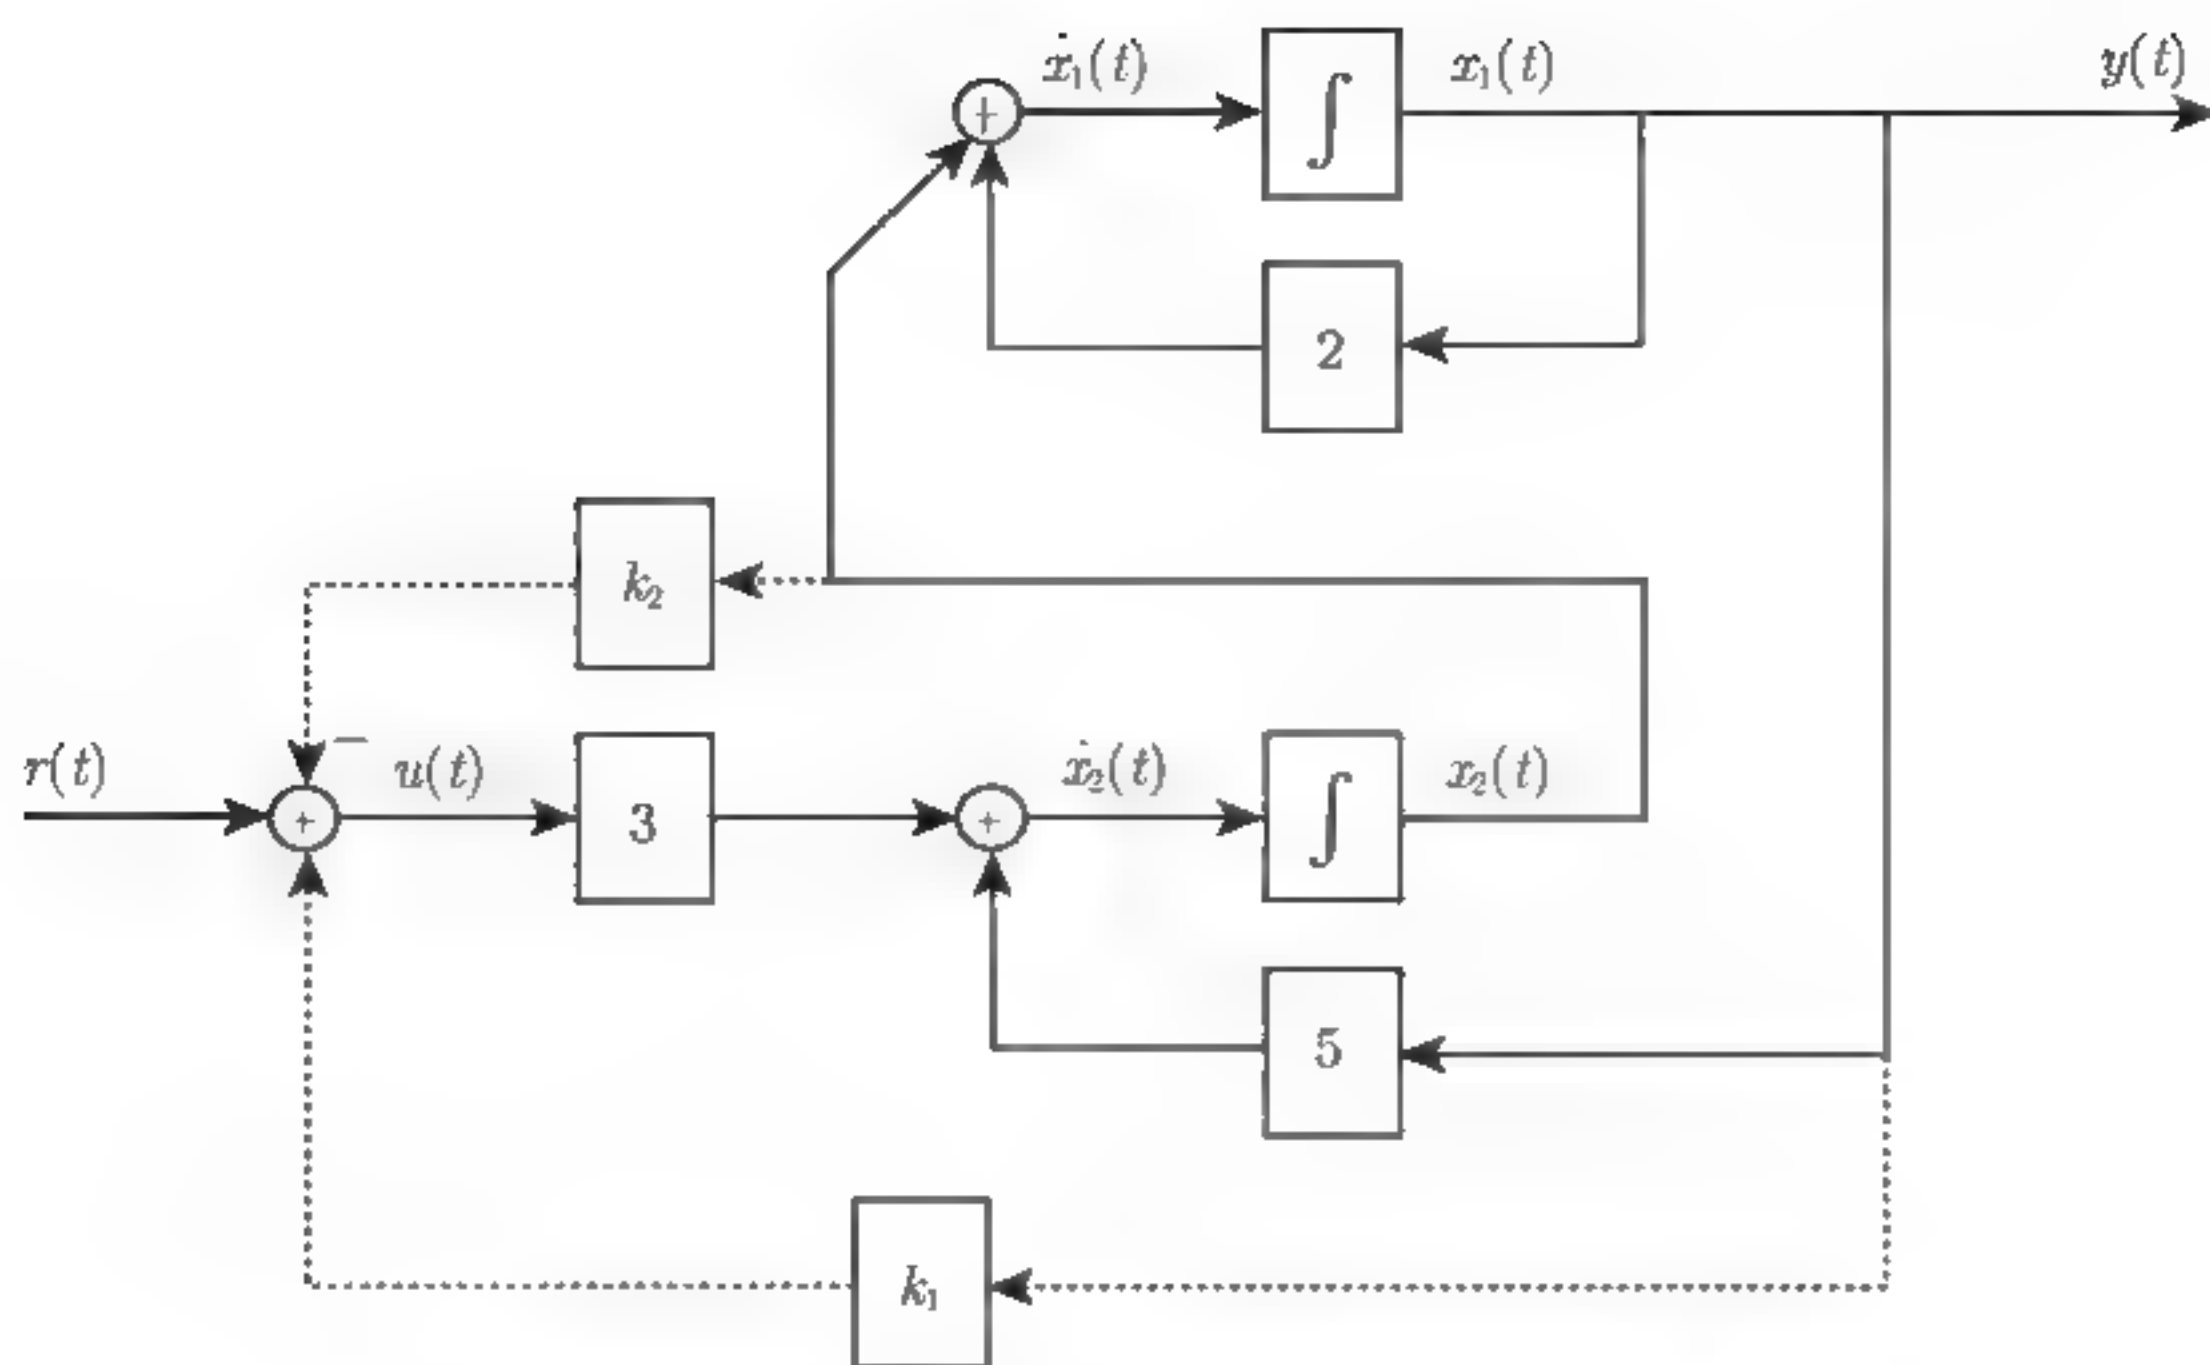 ẋ₁(t)
x₁(t)
y(t)
+
∫
2
k₂
−
r(t)
u(t)
ẋ₂(t)
x₂(t)
+
3
+
∫
5
k₁